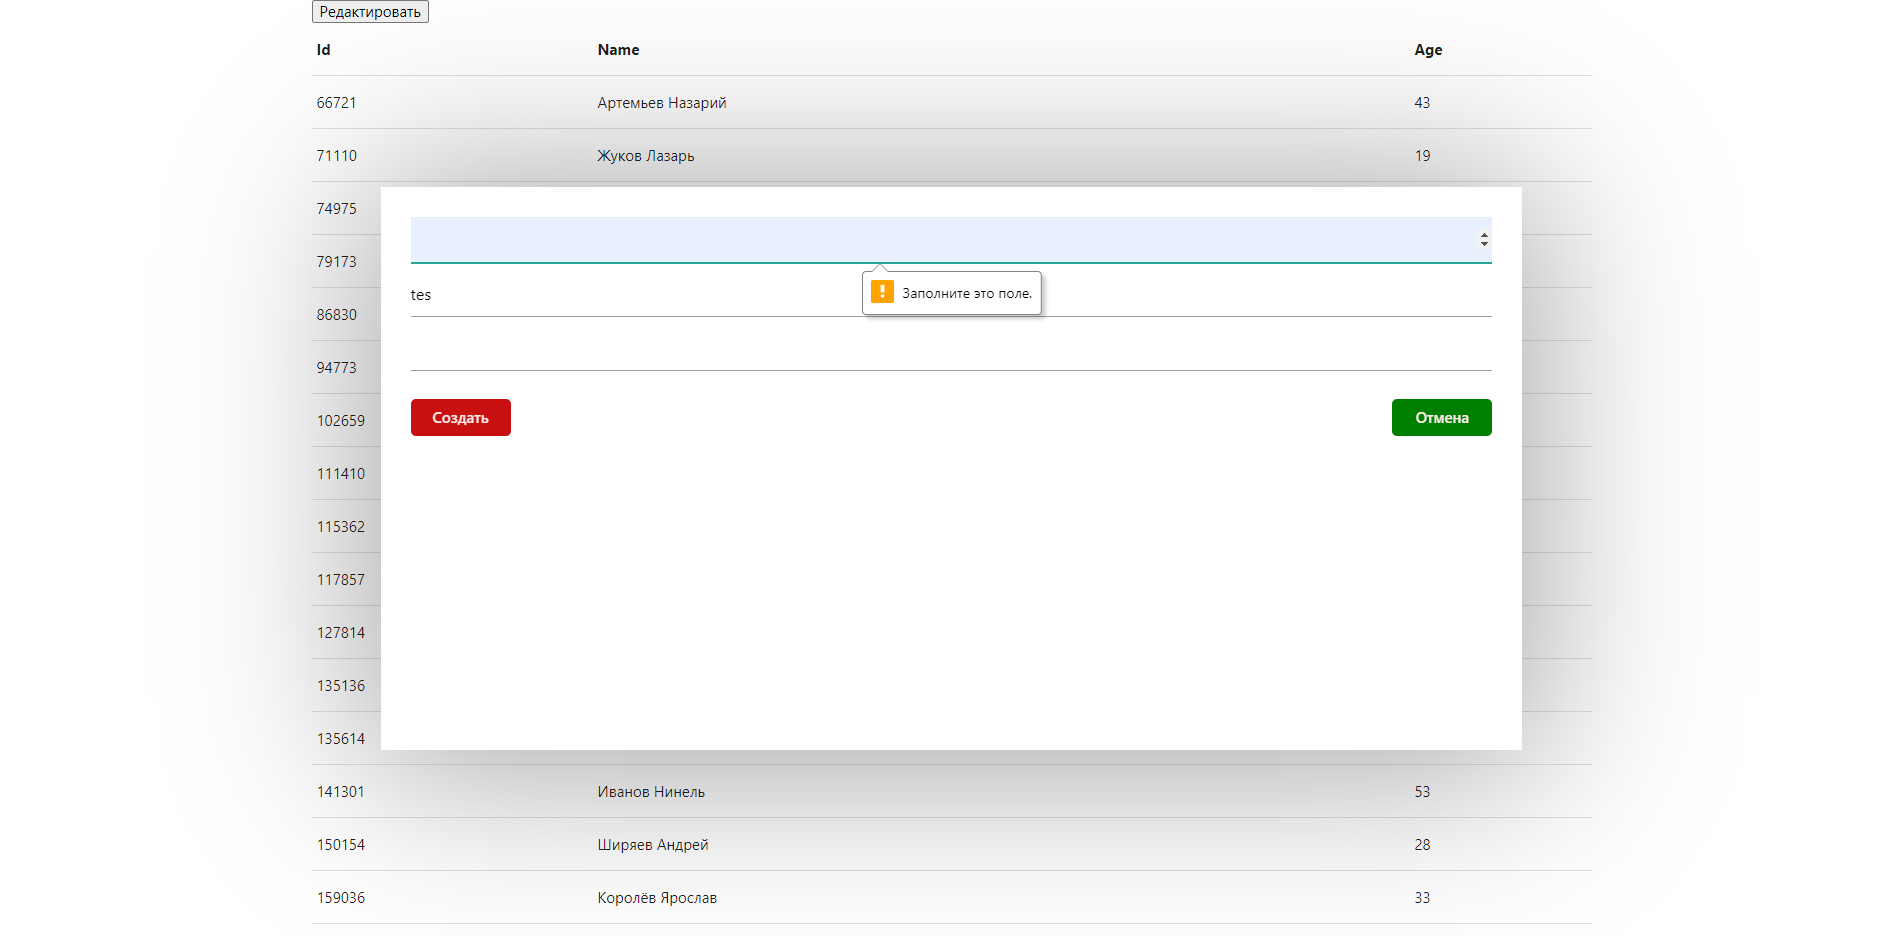 Редактировать
Id Name Age
66721 Артемьев Назарий 43
71110 Жуков Лазарь 19
74975
79173
Заполните это поле.
tes
86830
94773
Создать Отмена
102659
111410
115362
117857
127814
135136
135614
141301 Иванов Нинель 53
150154 Ширяев Андрей 28
159036 Королёв Ярослав 33